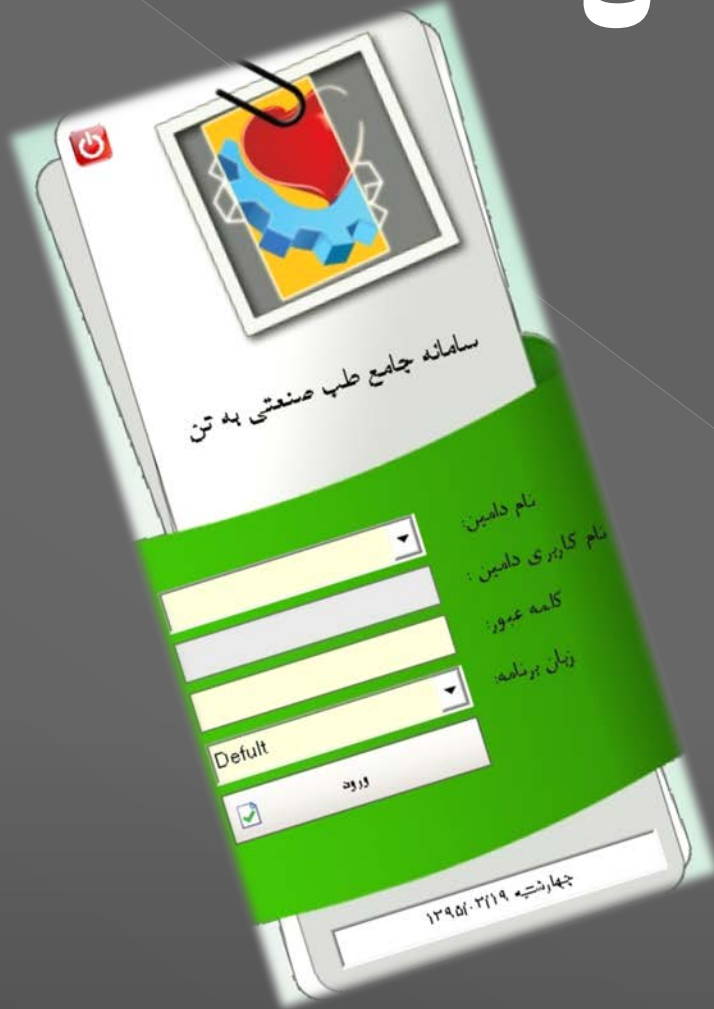 سامانه جامع طب صنعتی به تن
نام دامین:
نام کاربری دامین :
کلمه عبور:
زبان برنامه:
Defult
ورود
چهارشنبه ۱۳۹۵/۰۳/۱۹